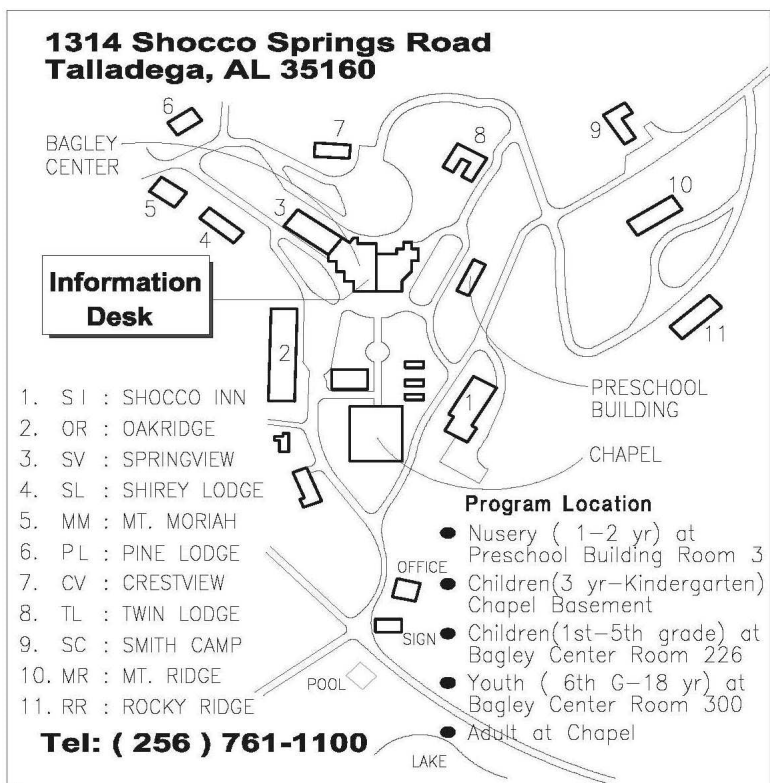 1314 Shocco Springs Road
Talladega, AL 35160
6
7
8
9
BAGLEY
CENTER
5
4
3
10
Information
Desk
11
2
1
PRESCHOOL
BUILDING
CHAPEL
1. SI : SHOCCO INN
2. OR : OAKRIDGE
3. SV : SPRINGVIEW
4. SL : SHIREY LODGE
5. MM : MT. MORIAH
6. PL : PINE LODGE
7. CV : CRESTVIEW
8. TL : TWIN LODGE
9. SC : SMITH CAMP
10. MR : MT. RIDGE
11. RR : ROCKY RIDGE
Tel: ( 256 ) 761-1100
Program Location
● Nusery ( 1-2 yr) at
Preschool Building Room 3
● Children(3 yr-Kindergarten)
Chapel Basement
● Children(1st-5th grade) at
Bagley Center Room 226
● Youth ( 6th G-18 yr) at
Bagley Center Room 300
● Adult at Chapel
OFFICE
SIGN
POOL
LAKE